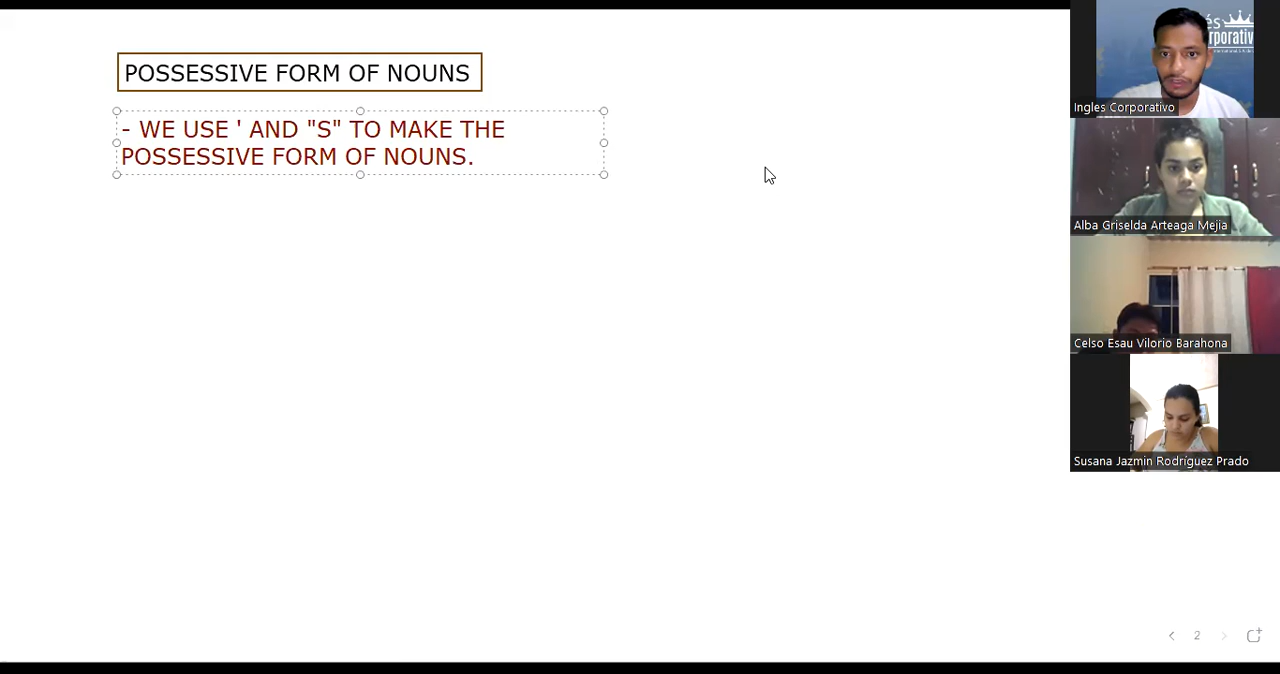 POSSESSIVE FORM OF NOUNS
- WE USE ' AND "S" TO MAKE THE
POSSESSIVE FORM OF NOUNS.
Ingles Corporativo
Alba Griselda Arteaga Mejia
Celso Esau Vilorio Barahona
Susana Jazmin Rodríguez Prado
2